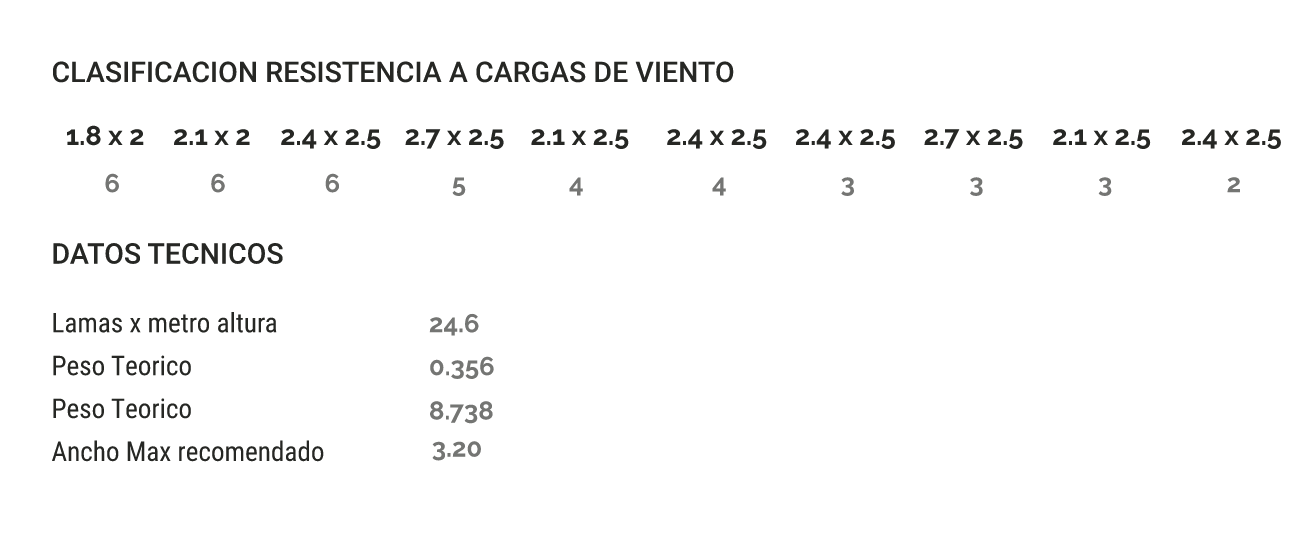 CLASIFICACION RESISTENCIA A CARGAS DE VIENTO
1.8 x 2 2.1 x 2 2.4 x 2.5 2.7 x 2.5 2.1 x 2.5 2.4 x 2.5 2.4 x 2.5 2.7 x 2.5 2.1 x 2.5 2.4 x 2.5
6 6 6 5 4 4 3 3 3 2
DATOS TECNICOS
Lamas x metro altura 24.6
Peso Teorico 0.356
Peso Teorico 8.738
Ancho Max recomendado 3.20